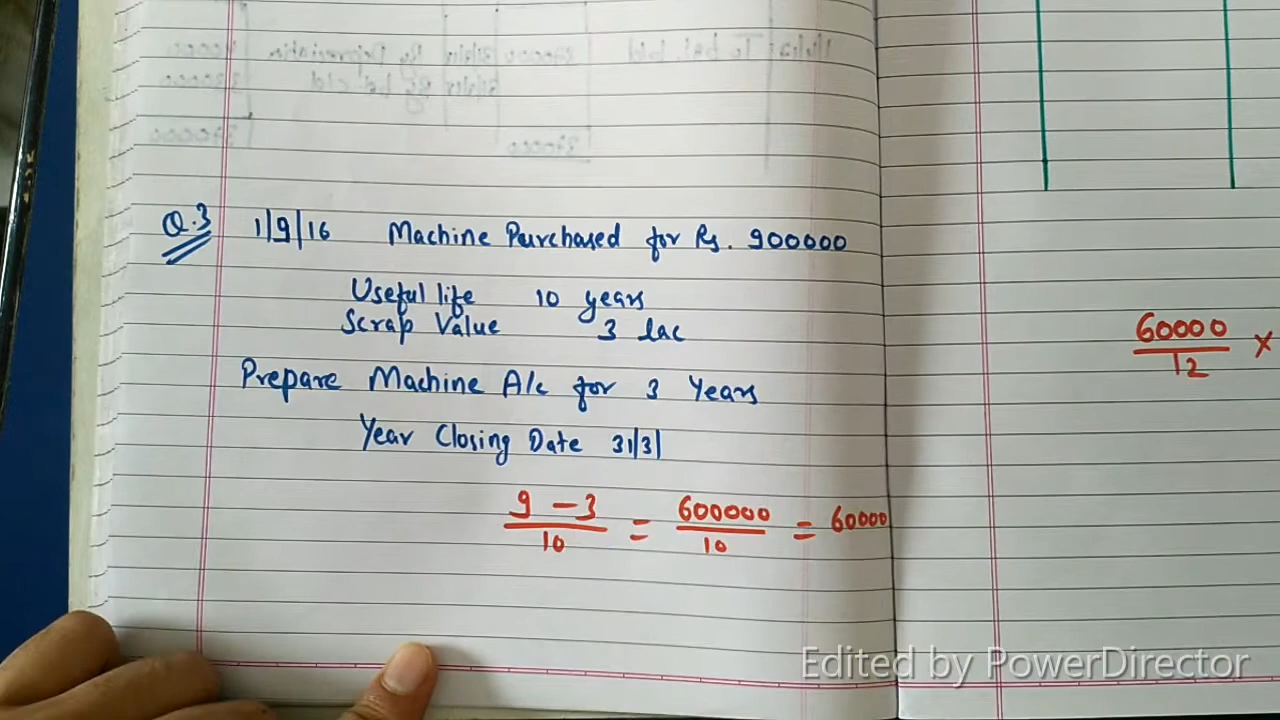 Q.3 1/9/16 Machine Purchased for Rs. 900000
Useful life 10 years
Scrap Value 3 lac
Prepare Machine A/c for 3 Years
Year Closing Date 31/3/
9 - 3 / 10 = 600000 / 10 = 60000
60000 / 12 ×
Edited by PowerDirector